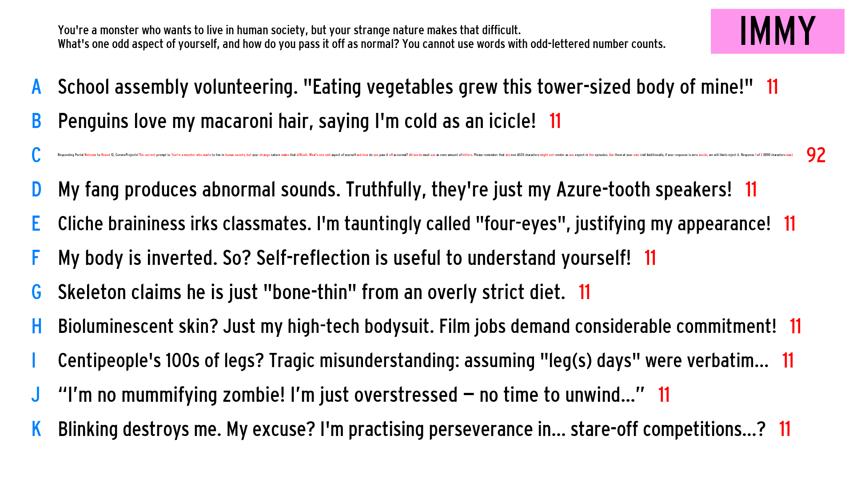 You're a monster who wants to live in human society, but your strange nature makes that difficult.
What's one odd aspect of yourself, and how do you pass it off as normal? You cannot use words with odd-lettered number counts.
IMMY
A School assembly volunteering. "Eating vegetables grew this tower-sized body of mine!" 11
B Penguins love my macaroni hair, saying I'm cold as an icicle! 11
C 92
D My fang produces abnormal sounds. Truthfully, they're just my Azure-tooth speakers! 11
E Cliche braininess irks classmates. I'm tauntingly called "four-eyes", justifying my appearance! 11
F My body is inverted. So? Self-reflection is useful to understand yourself! 11
G Skeleton claims he is just "bone-thin" from an overly strict diet. 11
H Bioluminescent skin? Just my high-tech bodysuit. Film jobs demand considerable commitment! 11
I Centipeople's 100s of legs? Tragic misunderstanding: assuming "leg(s) days" were verbatim... 11
J “I’m no mummifying zombie! I’m just overstressed – no time to unwind...” 11
K Blinking destroys me. My excuse? I'm practising perseverance in... stare-off competitions...? 11